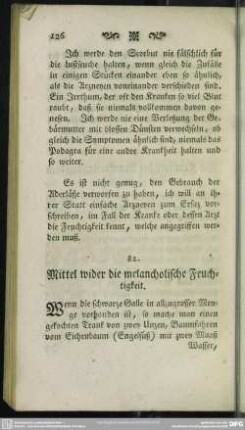 126
Ich werde den Scorbut nie fälschlich für
die Lustseuche halten, wenn gleich die Zufälle
in einigen Stücken einander eben so ähnlich,
als die Arzneyen voneinander verschieden sind.
Ein Irrthum, der oft den Kranken so viel Blut
raubt, daß sie niemals vollkommen davon ge-
nesen. Ich werde nie eine Verletzung der Ge-
bärmutter mit blossen Dünsten verwechseln, ob
gleich die Symptomen ähnlich sind, niemals das
Podagra für eine andre Krankheit halten und
so weiter.
Es ist nicht genug, den Gebrauch der
Aderläße verworfen zu haben, ich will an ih-
rer Statt einfache Arzneyen zum Ersaz vor-
schreiben, im Fall der Kranke oder dessen Arzt
die Feuchtigkeit kennt, welche angegriffen wer-
den muß.
82.
Mittel wider die melancholische Feuch-
tigkeit.
Wenn die schwarze Galle in allzugrosser Men-
ge vorhanden ist, so mache man einen
gekochten Trank von zwey Unzen, Baumfahren
vom Eichenbaum (Engelsüß) mit zwey Maaß
Wasser,